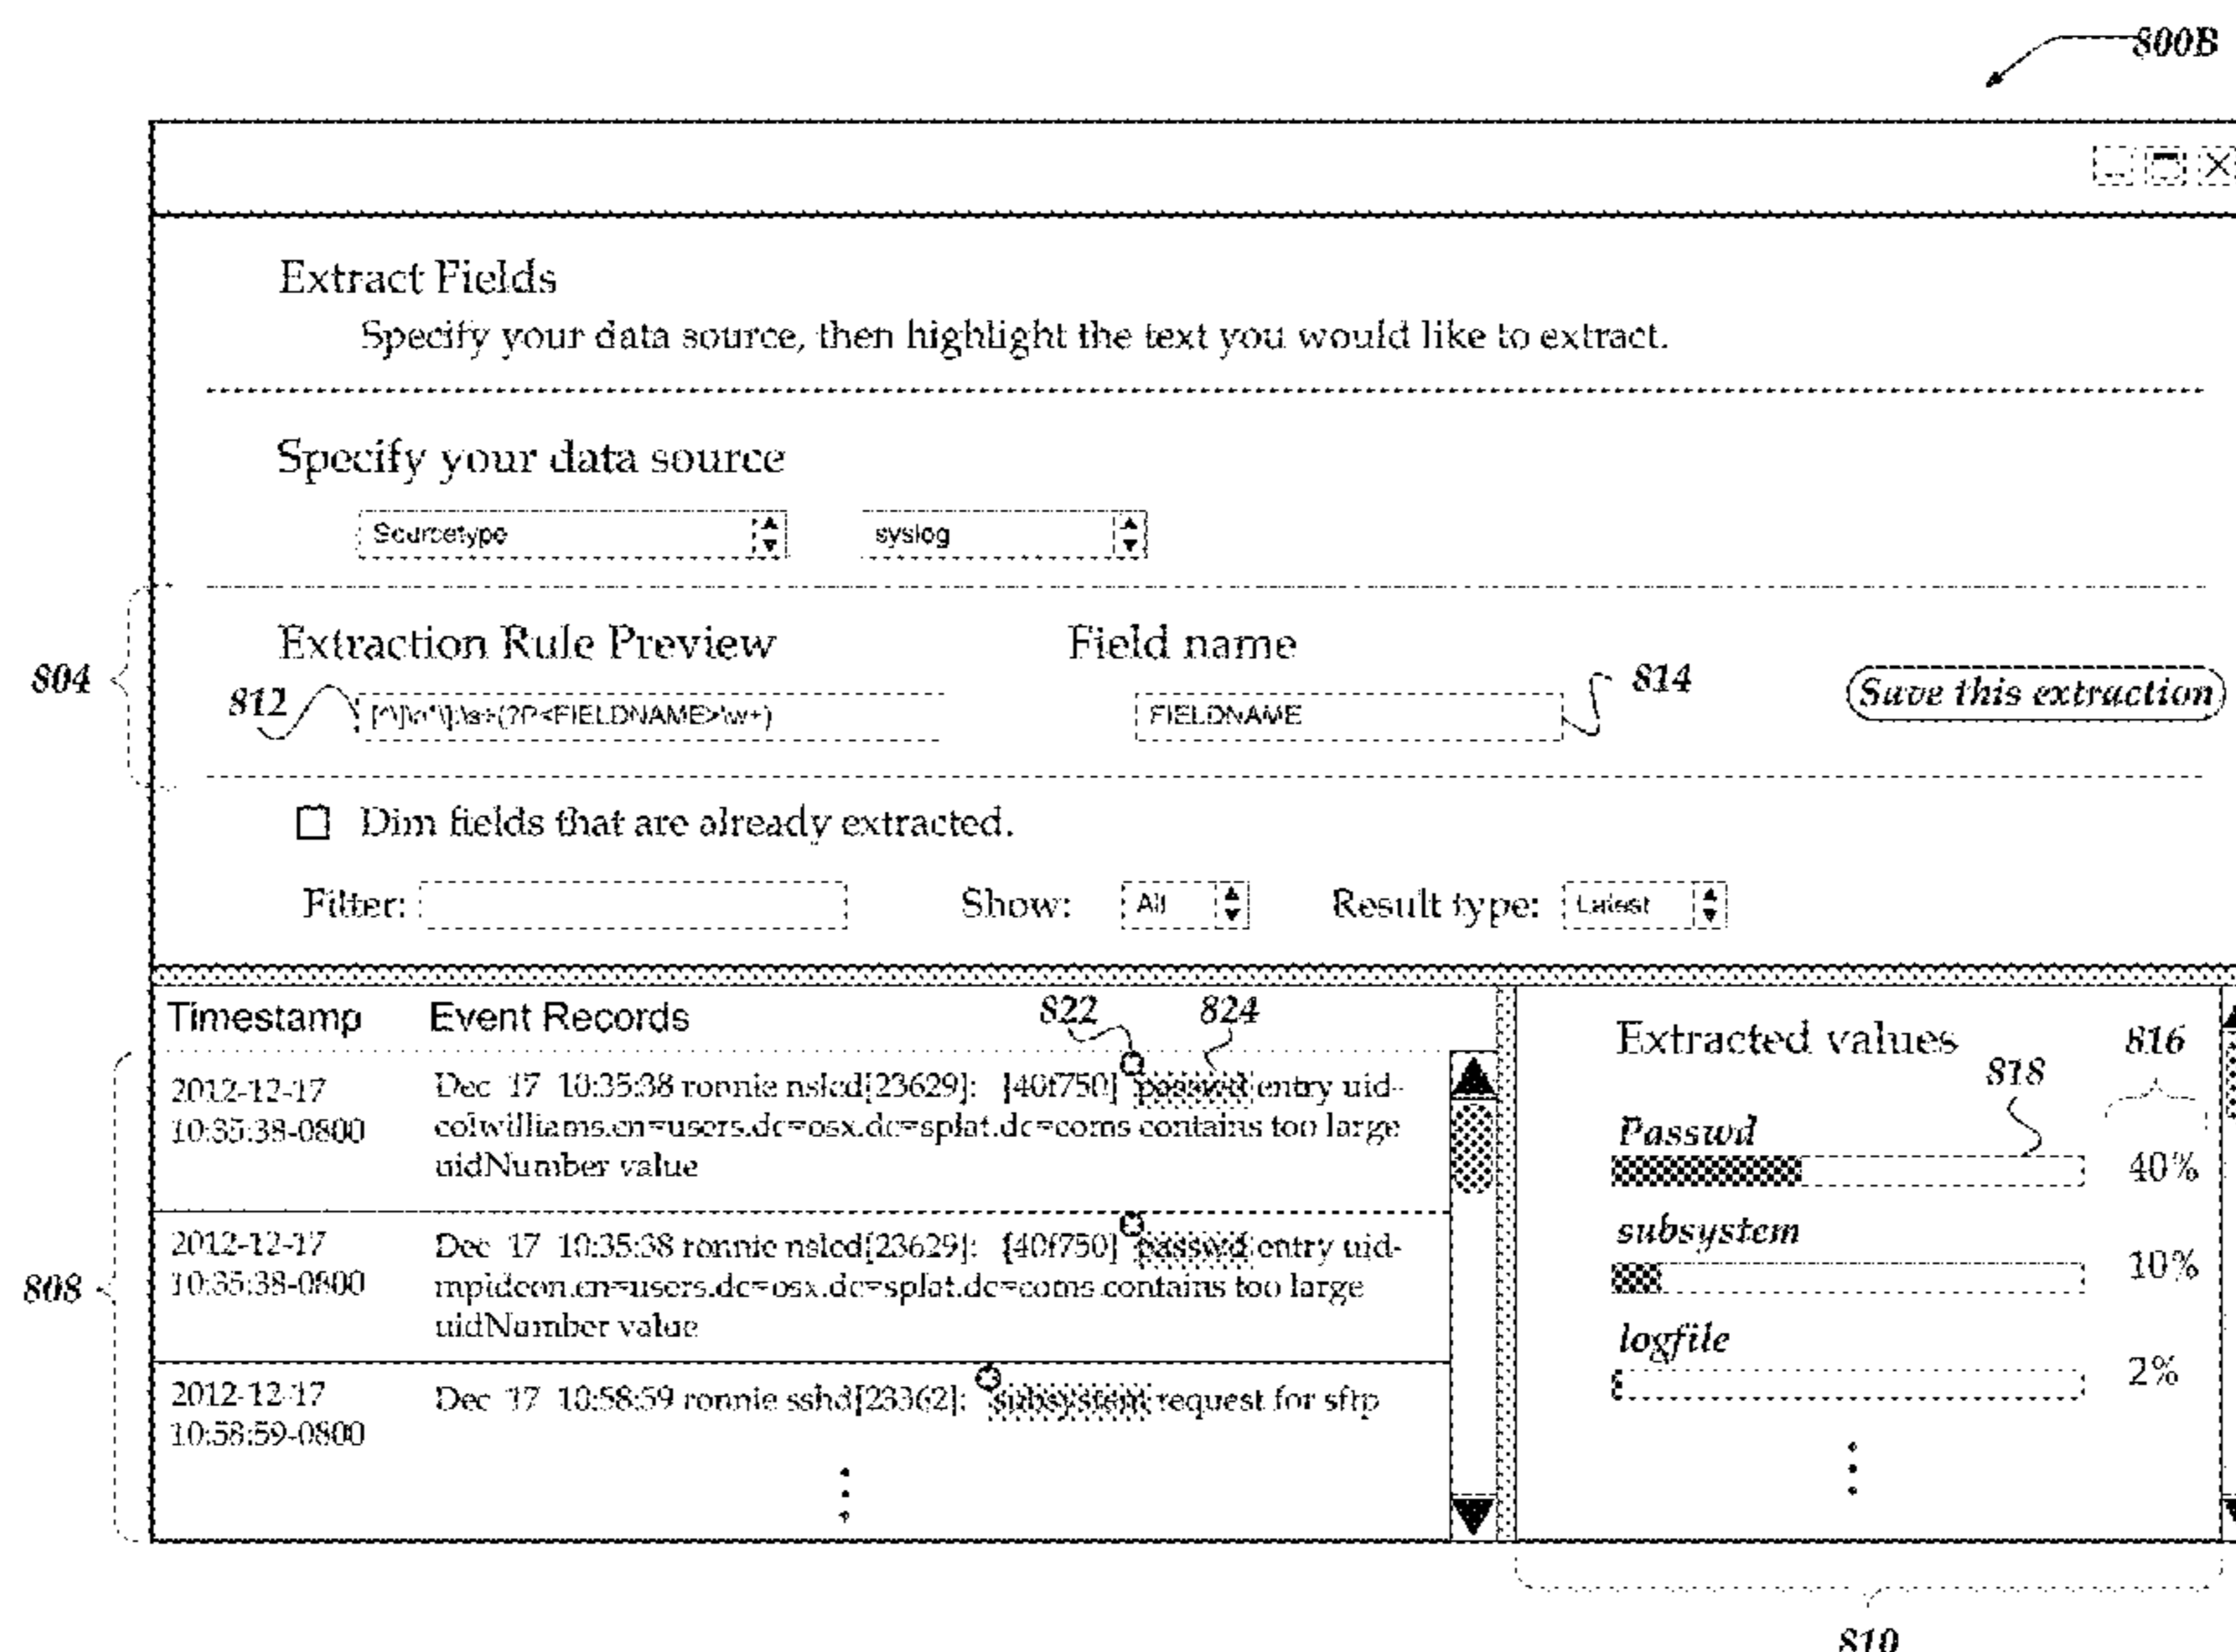 800B
Extract Fields
Specify your data source, then highlight the text you would like to extract.
Specify your data source
Sourcetype syslog
Extraction Rule Preview Field name
804
812 FIELDNAME 814 Save this extraction
Dim fields that are already extracted.
Filter: Show: All Result type: Latest
Timestamp Event Records 822 824
2012-12-17 Dec 17 10:35:38 ronnie nslcd[23629]: [40f750] passwd entry uid-
10:35:38-0800 colwilliams.cn=users.dc=osx.dc=splat.dc=coms contains too large
uidNumber value
2012-12-17 Dec 17 10:35:38 ronnie nslcd[23629]: [40f750] passwd entry uid-
10:35:38-0800 mpideon.cn=users.dc=osx.dc=splat.dc=coms contains too large
uidNumber value
808
2012-12-17 Dec 17 10:58:59 ronnie sshd[23362]: subsystem request for sftp
10:58:59-0800
Extracted values 816
818
Passwd
40%
subsystem
10%
logfile
2%
810